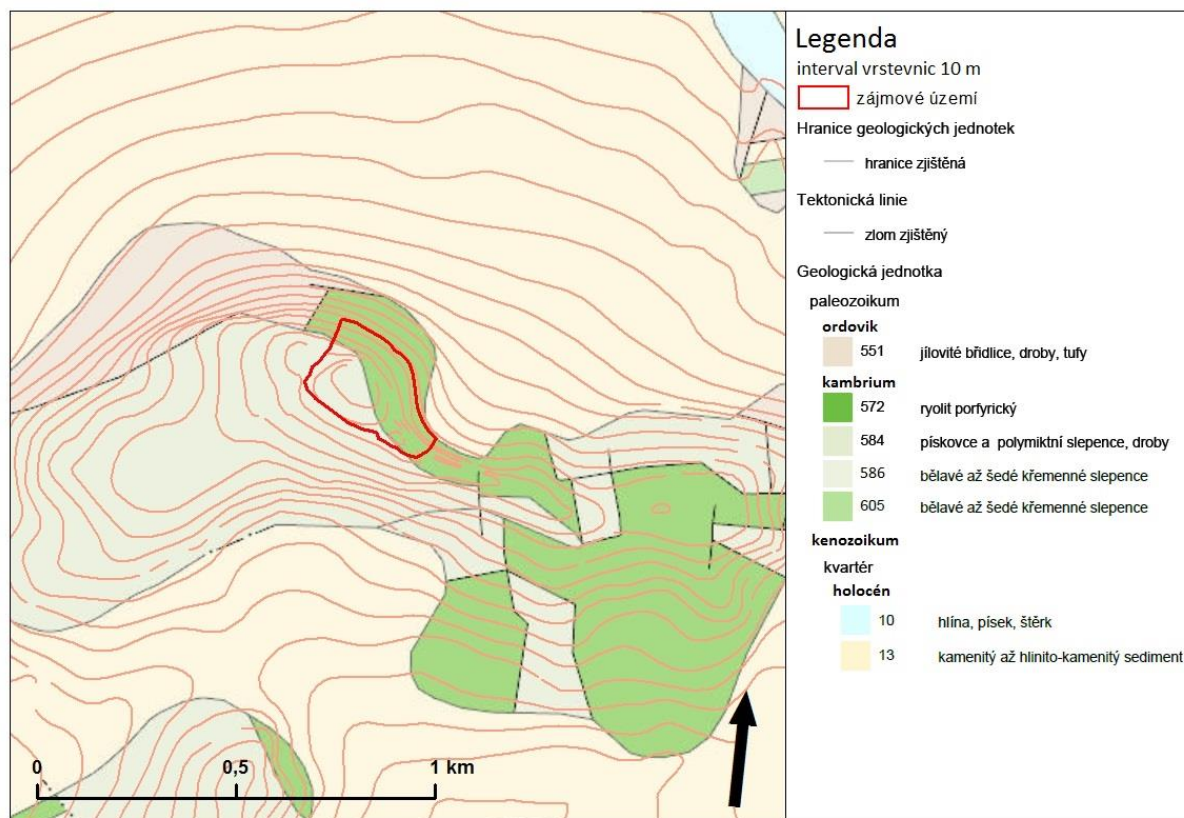 Legenda
interval vrstevnic 10 m
zájmové území
Hranice geologických jednotek
hranice zjištěná
Tektonická linie
zlom zjištěný
Geologická jednotka
paleozoikum
ordovik
551 jílovité břidlice, droby, tufy
kambrium
572 ryolit porfyrický
584 pískovce a polymiktní slepence, droby
586 bělavé až šedé křemenné slepence
605 bělavé až šedé křemenné slepence
kenozoikum
kvartér
holocén
10 hlína, písek, štěrk
13 kamenitý až hlinito-kamenitý sediment
0 0,5 1 km